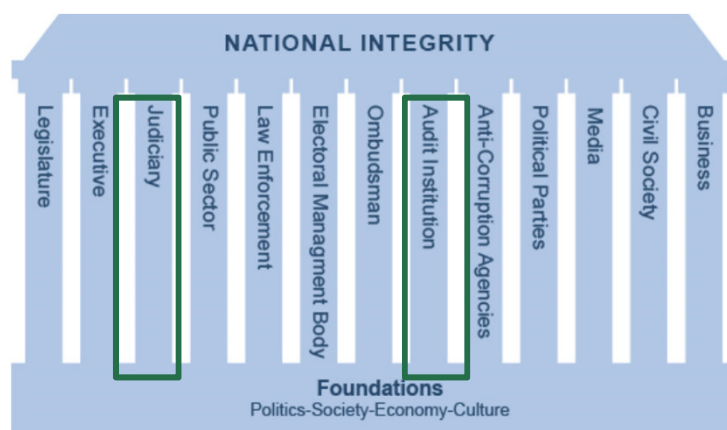 NATIONAL INTEGRITY
Legislature
Executive
Judiciary
Public Sector
Law Enforcement
Electoral Managment Body
Ombudsman
Audit Institution
Anti-Corruption Agencies
Political Parties
Media
Civil Society
Business
Foundations
Politics-Society-Economy-Culture